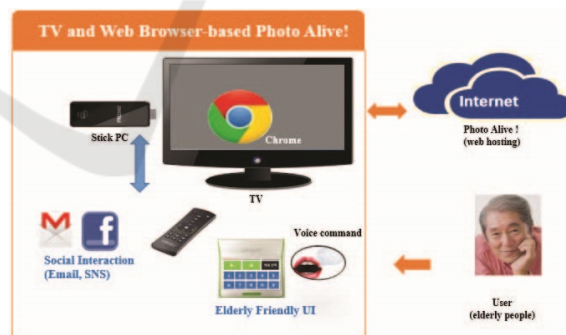 TV and Web Browser-based Photo Alive!
Stick PC
Chrome
TV
Internet
Photo Alive !
(web hosting)
Social Interaction
(Email, SNS)
Voice command
Elderly Friendly UI
User
(elderly people)